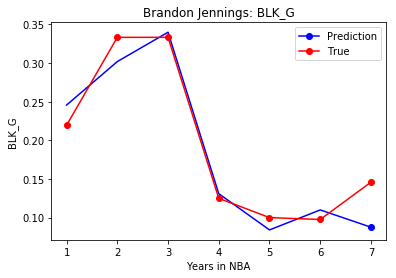 Brandon Jennings: BLK_G
Prediction
True
0.35
0.30
0.25
0.20
0.15
0.10
BLK_G
1 2 3 4 5 6 7
Years in NBA